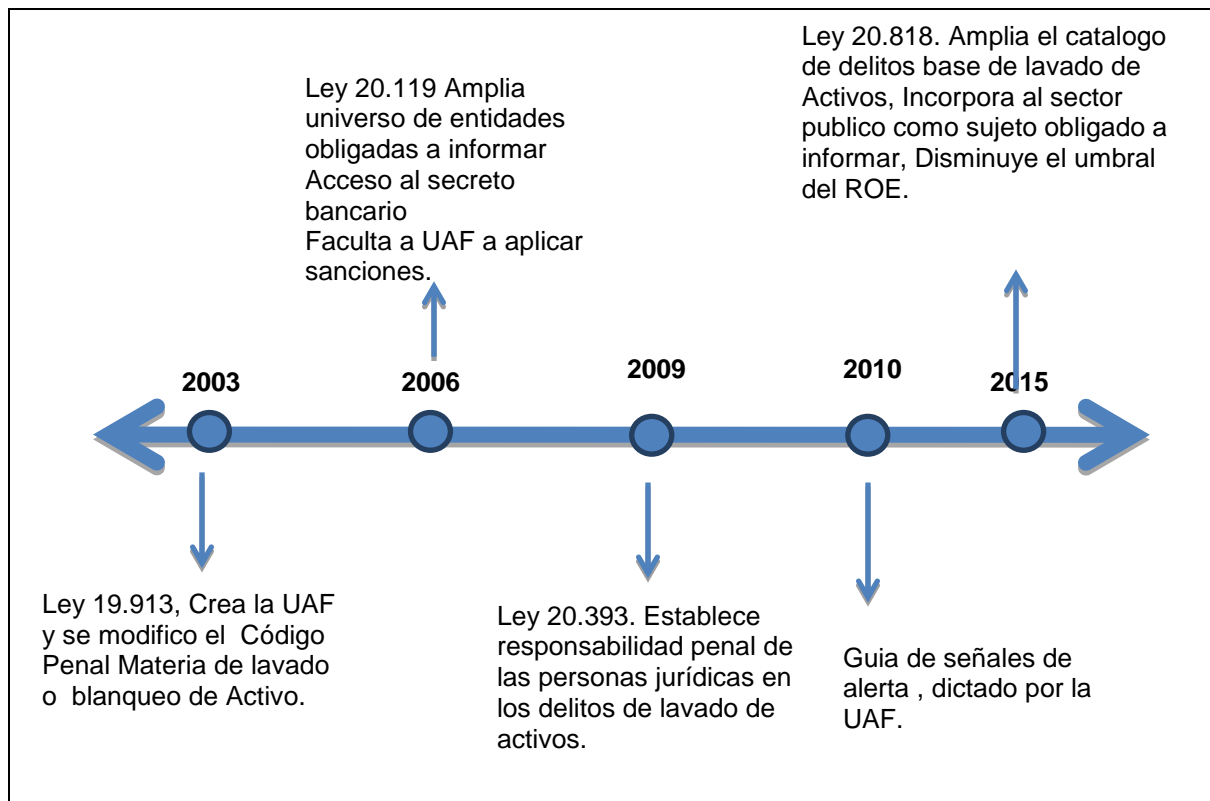 Ley 20.818. Amplia el catalogo
de delitos base de lavado de
Activos, Incorpora al sector
publico como sujeto obligado a
informar, Disminuye el umbral
del ROE.
Ley 20.119 Amplia
universo de entidades
obligadas a informar
Acceso al secreto
bancario
Faculta a UAF a aplicar
sanciones.
2003
2006
2009
2010
2015
Ley 19.913, Crea la UAF
y se modifico el Código
Penal Materia de lavado
o blanqueo de Activo.
Ley 20.393. Establece
responsabilidad penal de
las personas jurídicas en
los delitos de lavado de
activos.
Guia de señales de
alerta , dictado por la
UAF.